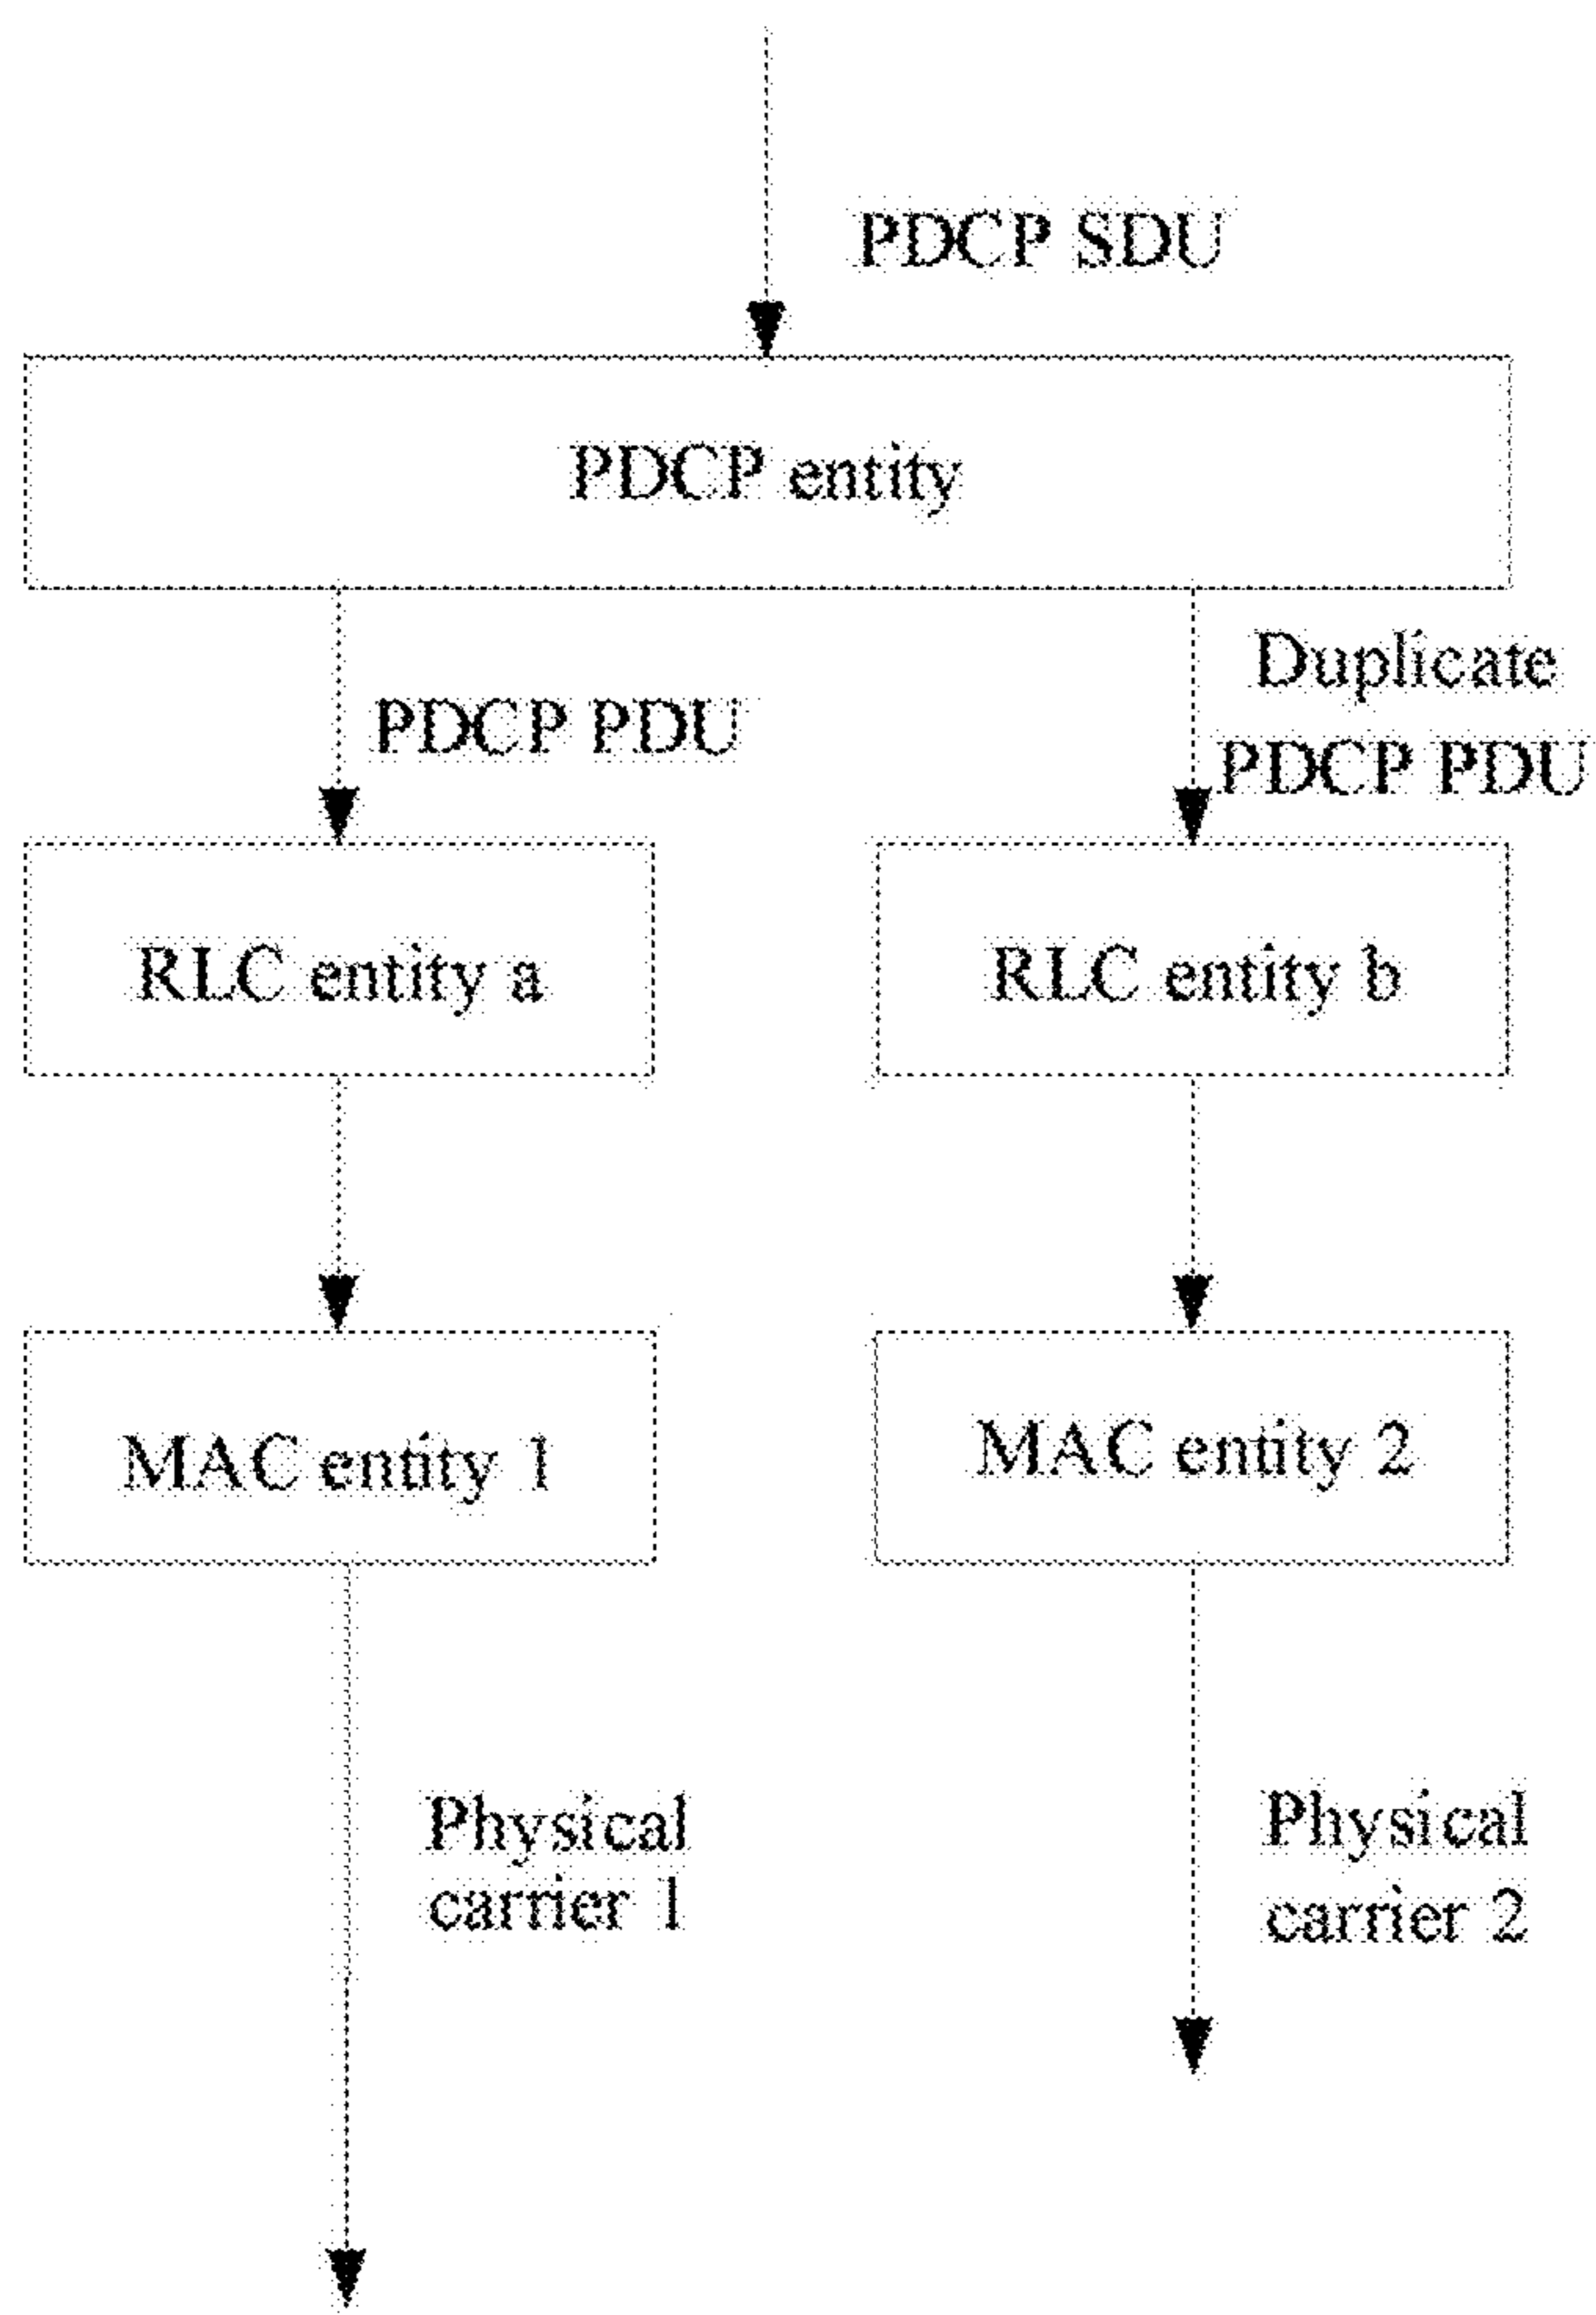 PDCP SDU
PDCP entity
PDCP PDU
Duplicate
PDCP PDU
RLC entity a
RLC entity b
MAC entity 1
MAC entity 2
Physical
carrier 1
Physical
carrier 2